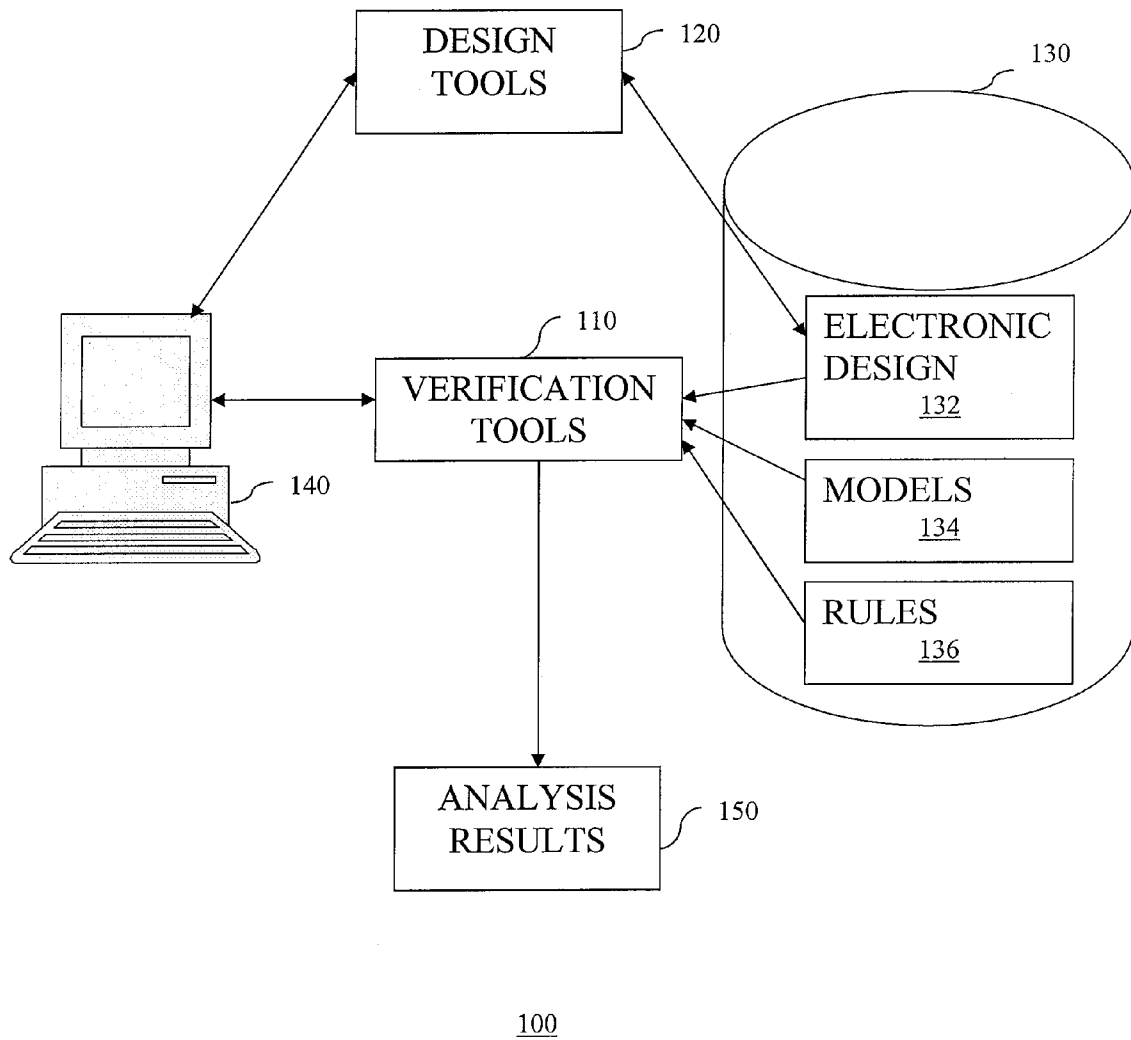 DESIGN
TOOLS
120
130
110
VERIFICATION
TOOLS
ELECTRONIC
DESIGN
132
140
MODELS
134
RULES
136
ANALYSIS
RESULTS
150
100